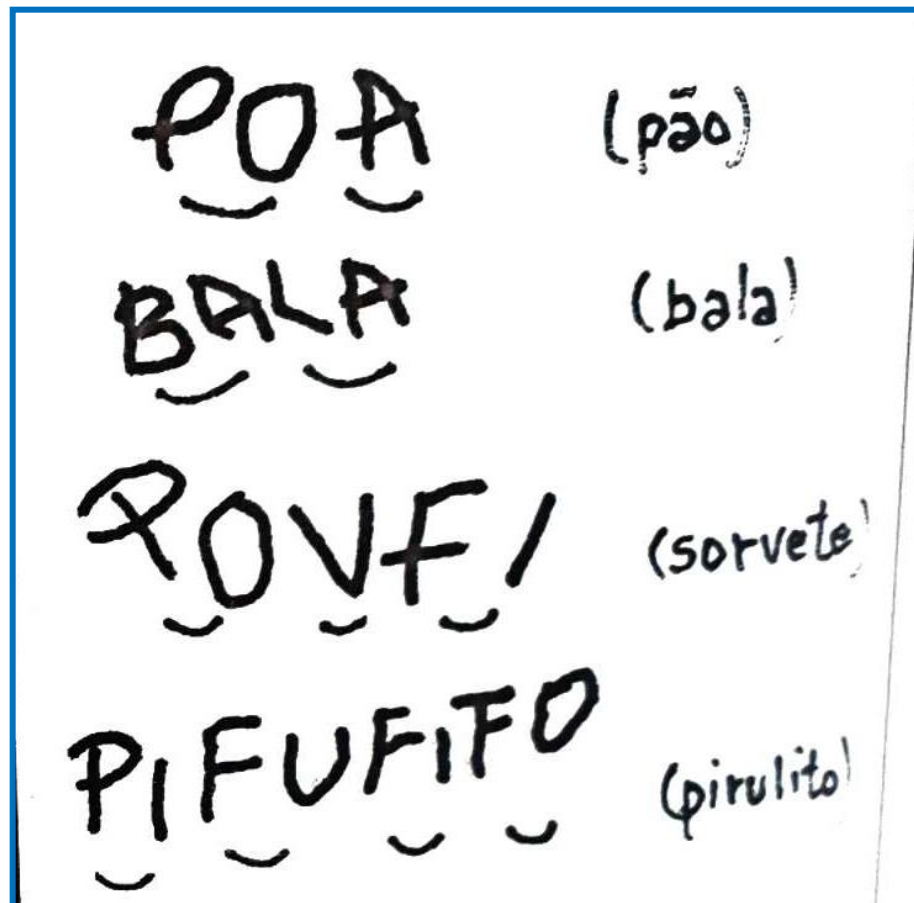 POA (pão)
BALA (bala)
POVFI (sorvete)
PIFUFIFO (pirulito)